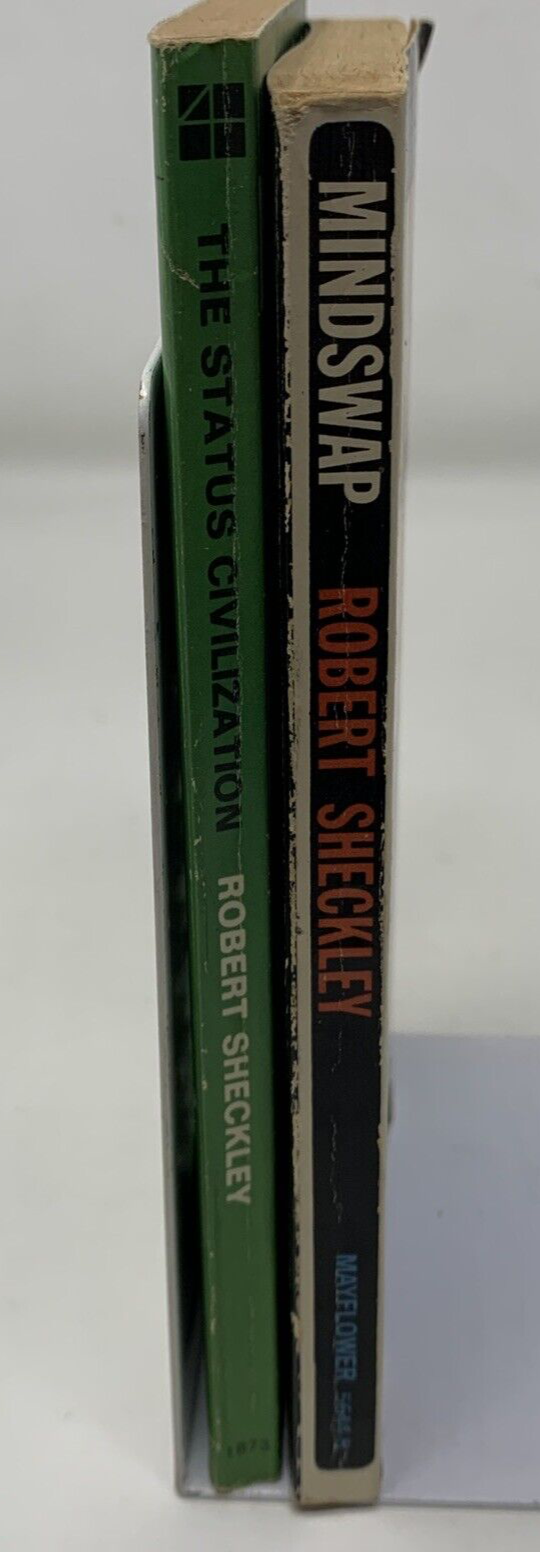 THE STATUS CIVILIZATION ROBERT SHECKLEY
1873
MINDSWAP ROBERT SHECKLEY MAYFLOWER